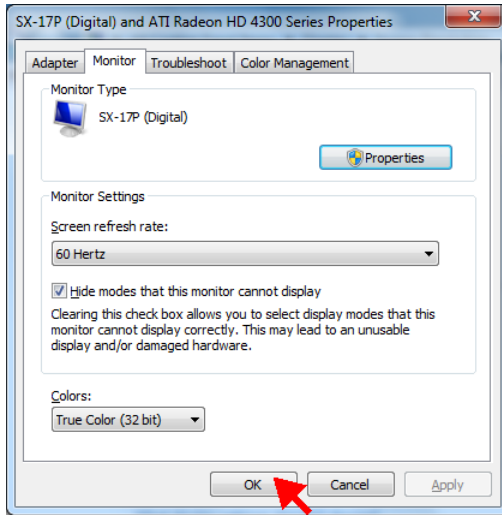 SX-17P (Digital) and ATI Radeon HD 4300 Series Properties
Adapter Monitor Troubleshoot Color Management
Monitor Type
SX-17P (Digital)
Properties
Monitor Settings
Screen refresh rate:
60 Hertz
Hide modes that this monitor cannot display
Clearing this check box allows you to select display modes that this
monitor cannot display correctly. This may lead to an unusable
display and/or damaged hardware.
Colors:
True Color (32 bit)
OK Cancel Apply